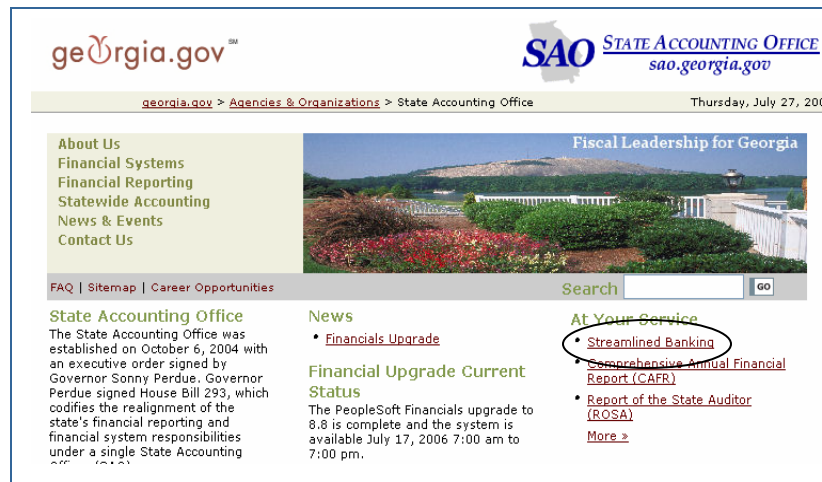 georgia.gov℠
SAO STATE ACCOUNTING OFFICE
sao.georgia.gov
georgia.gov > Agencies & Organizations > State Accounting Office
Thursday, July 27, 200
About Us
Financial Systems
Financial Reporting
Statewide Accounting
News & Events
Contact Us
Fiscal Leadership for Georgia
FAQ | Sitemap | Career Opportunities
Search
GO
State Accounting Office
The State Accounting Office was
established on October 6, 2004 with
an executive order signed by
Governor Sonny Perdue. Governor
Perdue signed House Bill 293, which
codifies the realignment of the
state's financial reporting and
financial system responsibilities
under a single State Accounting
News
• Financials Upgrade
Financial Upgrade Current
Status
The PeopleSoft Financials upgrade to
8.8 is complete and the system is
available July 17, 2006 7:00 am to
7:00 pm.
At Your Service
• Streamlined Banking
• Comprehensive Annual Financial
Report (CAFR)
• Report of the State Auditor
(ROSA)
More »